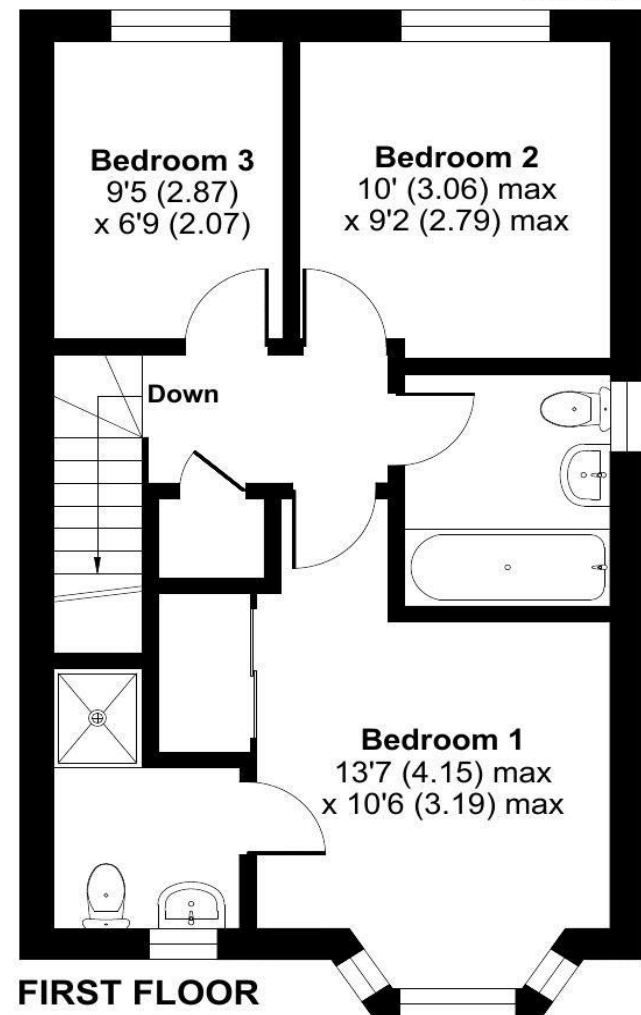 Bedroom 3
9'5 (2.87)
x 6'9 (2.07)
Bedroom 2
10' (3.06) max
x 9'2 (2.79) max
Down
Bedroom 1
13'7 (4.15) max
x 10'6 (3.19) max
FIRST FLOOR